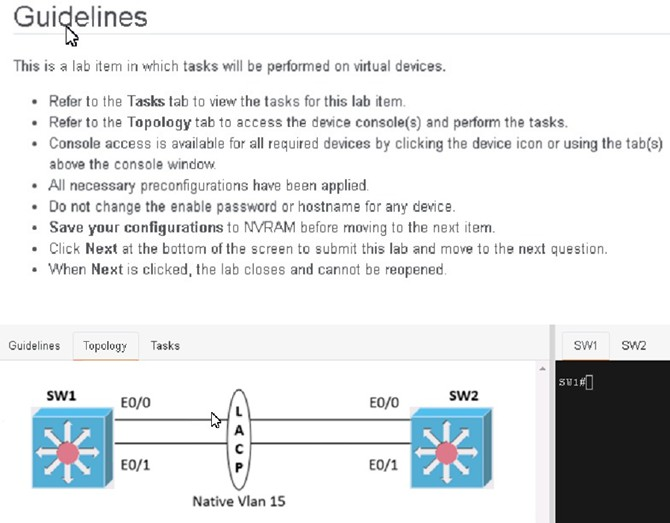 Guidelines
This is a lab item in which tasks will be performed on virtual devices.
• Refer to the Tasks tab to view the tasks for this lab item.
• Refer to the Topology tab to access the device console(s) and perform the tasks.
• Console access is available for all required devices by clicking the device icon or using the tab(s)
above the console window.
• All necessary preconfigurations have been applied.
• Do not change the enable password or hostname for any device.
• Save your configurations to NVRAM before moving to the next item.
• Click Next at the bottom of the screen to submit this lab and move to the next question.
• When Next is clicked, the lab closes and cannot be reopened.
Guidelines Topology Tasks
SW1 SW2
SW1#
SW1 SW2
E0/0 E0/0
L
A
C
P
E0/1 E0/1
Native Vlan 15